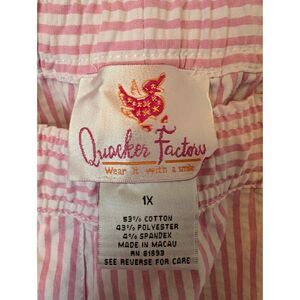 Quacker Factory
Wear it with a smile
1X
53% COTTON
43% POLYESTER
4% SPANDEX
MADE IN MACAU
RN 81893
SEE REVERSE FOR CARE